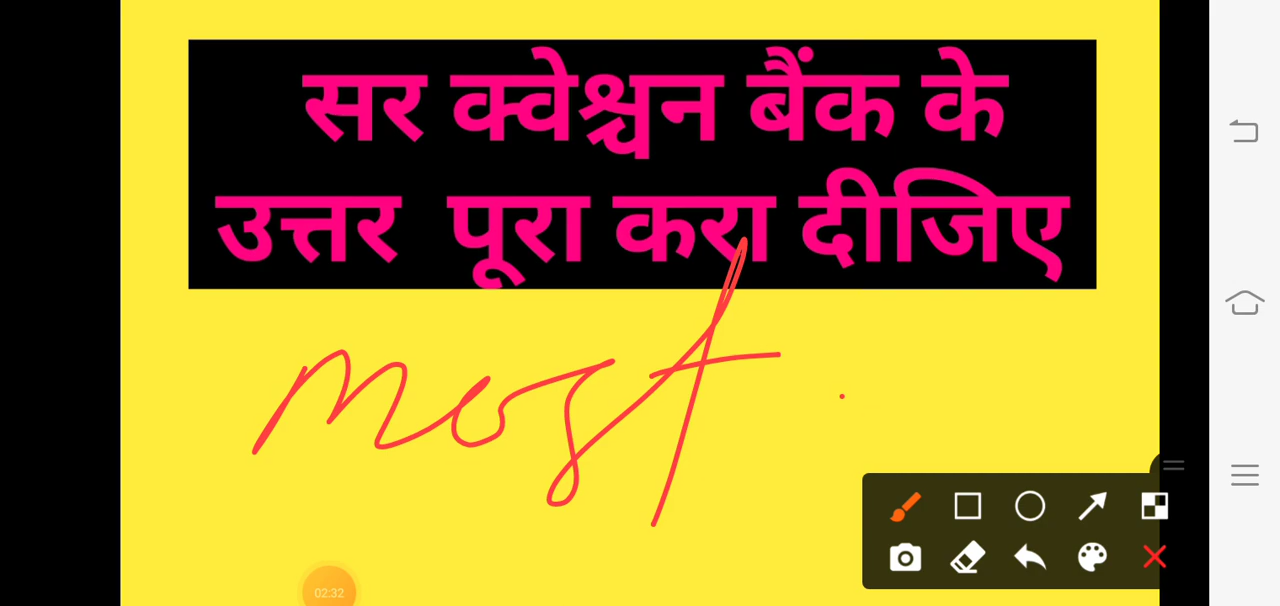 सर क्वेश्चन बैंक के
उत्तर पूरा करा दीजिए
most
02:32